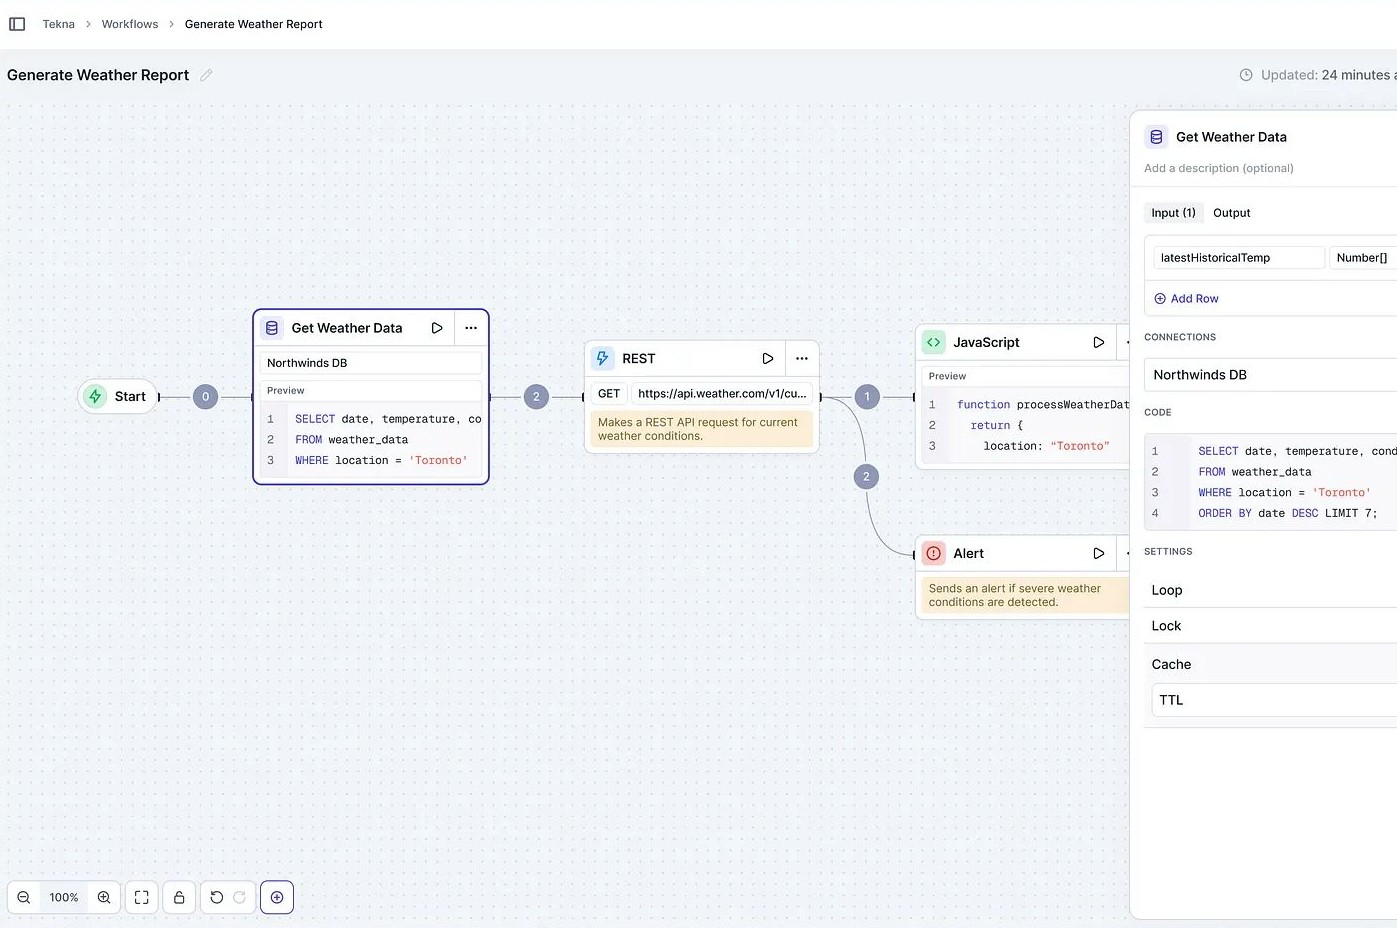 Tekna > Workflows > Generate Weather Report
Generate Weather Report
Updated: 24 minutes a
Start
0
Get Weather Data
Northwinds DB
Preview
1 SELECT date, temperature, co
2 FROM weather_data
3 WHERE location = 'Toronto'
2
REST
GET https://api.weather.com/v1/cu...
Makes a REST API request for current
weather conditions.
1
2
JavaScript
Preview
1 function processWeatherDat
2 return {
3 location: “Toronto”
Alert
Sends an alert if severe weather
conditions are detected.
Get Weather Data
Add a description (optional)
Input (1) Output
latestHistoricalTemp Number[]
Add Row
CONNECTIONS
Northwinds DB
CODE
1 SELECT date, temperature, cond
2 FROM weather_data
3 WHERE location = 'Toronto'
4 ORDER BY date DESC LIMIT 7;
SETTINGS
Loop
Lock
Cache
TTL
100%